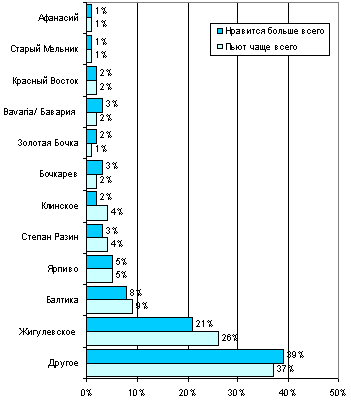 Афанасий 1% 1%
Старый Мельник 1% 1%
Нравится больше всего
Пьют чаще всего
Красный Восток 2% 2%
Bavaria/ Бавария 3% 2%
Золотая Бочка 2% 1%
Бочкарев 3% 2%
Клинское 2% 4%
Степан Разин 3% 4%
Ярпиво 5% 5%
Балтика 8% 9%
Жигулевское 21% 26%
Другое 39% 37%
0% 10% 20% 30% 40% 50%